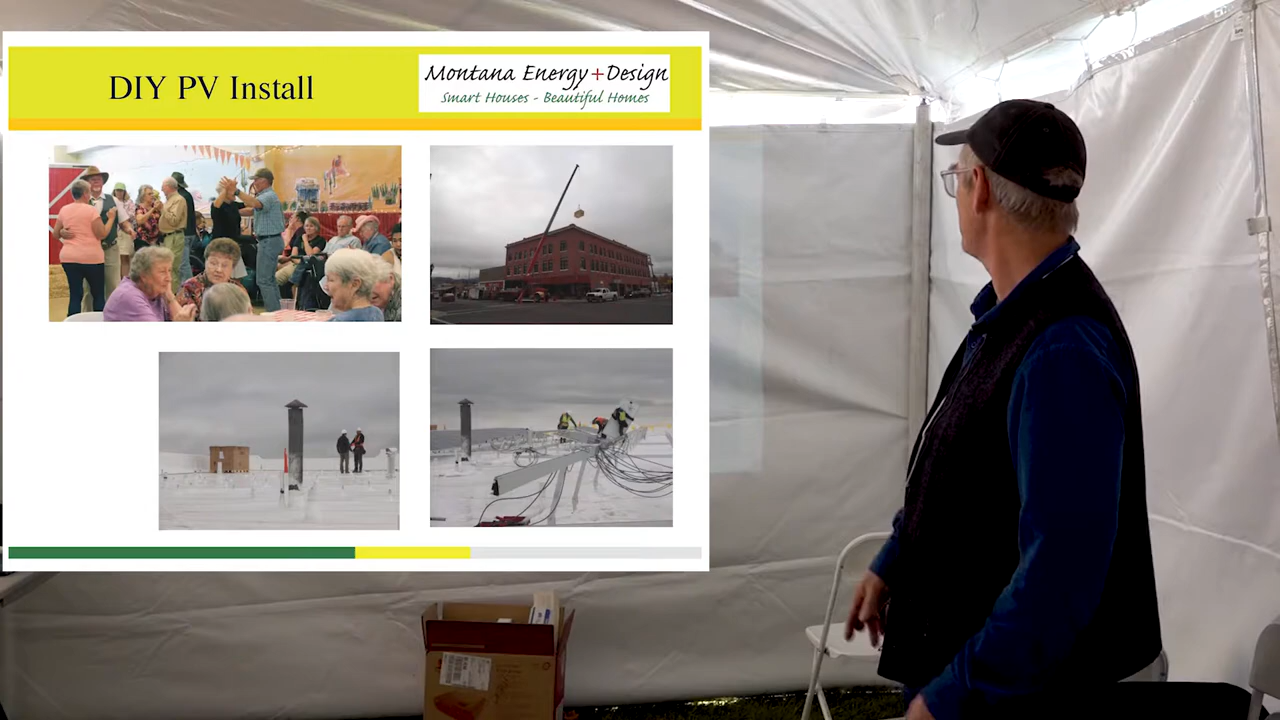 DIY PV Install
Montana Energy+Design
Smart Houses - Beautiful Homes